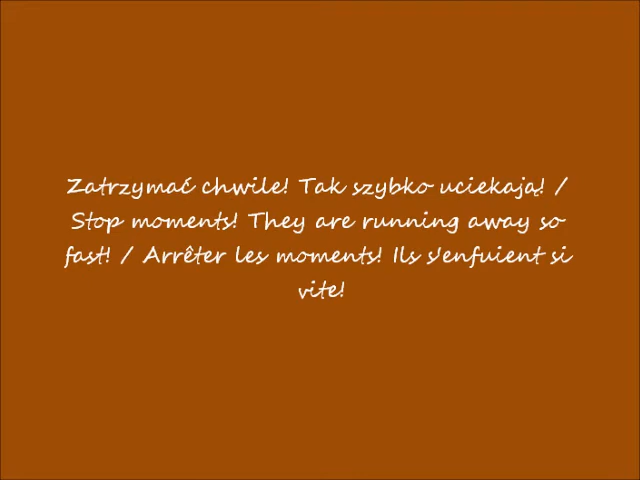 Zatrzymać chwile! Tak szybko uciekają! /
Stop moments! They are running away so
fast! / Arrêter les moments! Ils s'enfuient si
vite!